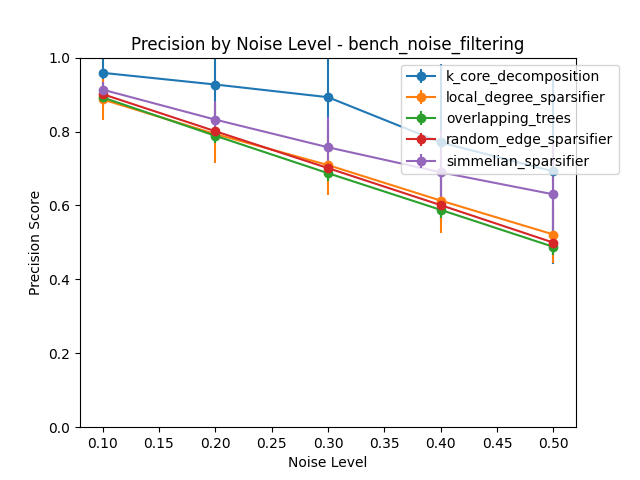 Precision by Noise Level - bench_noise_filtering
k_core_decomposition
local_degree_sparsifier
overlapping_trees
random_edge_sparsifier
simmelian_sparsifier
Precision Score
1.0
0.8
0.6
0.4
0.2
0.0
0.10 0.15 0.20 0.25 0.30 0.35 0.40 0.45 0.50
Noise Level